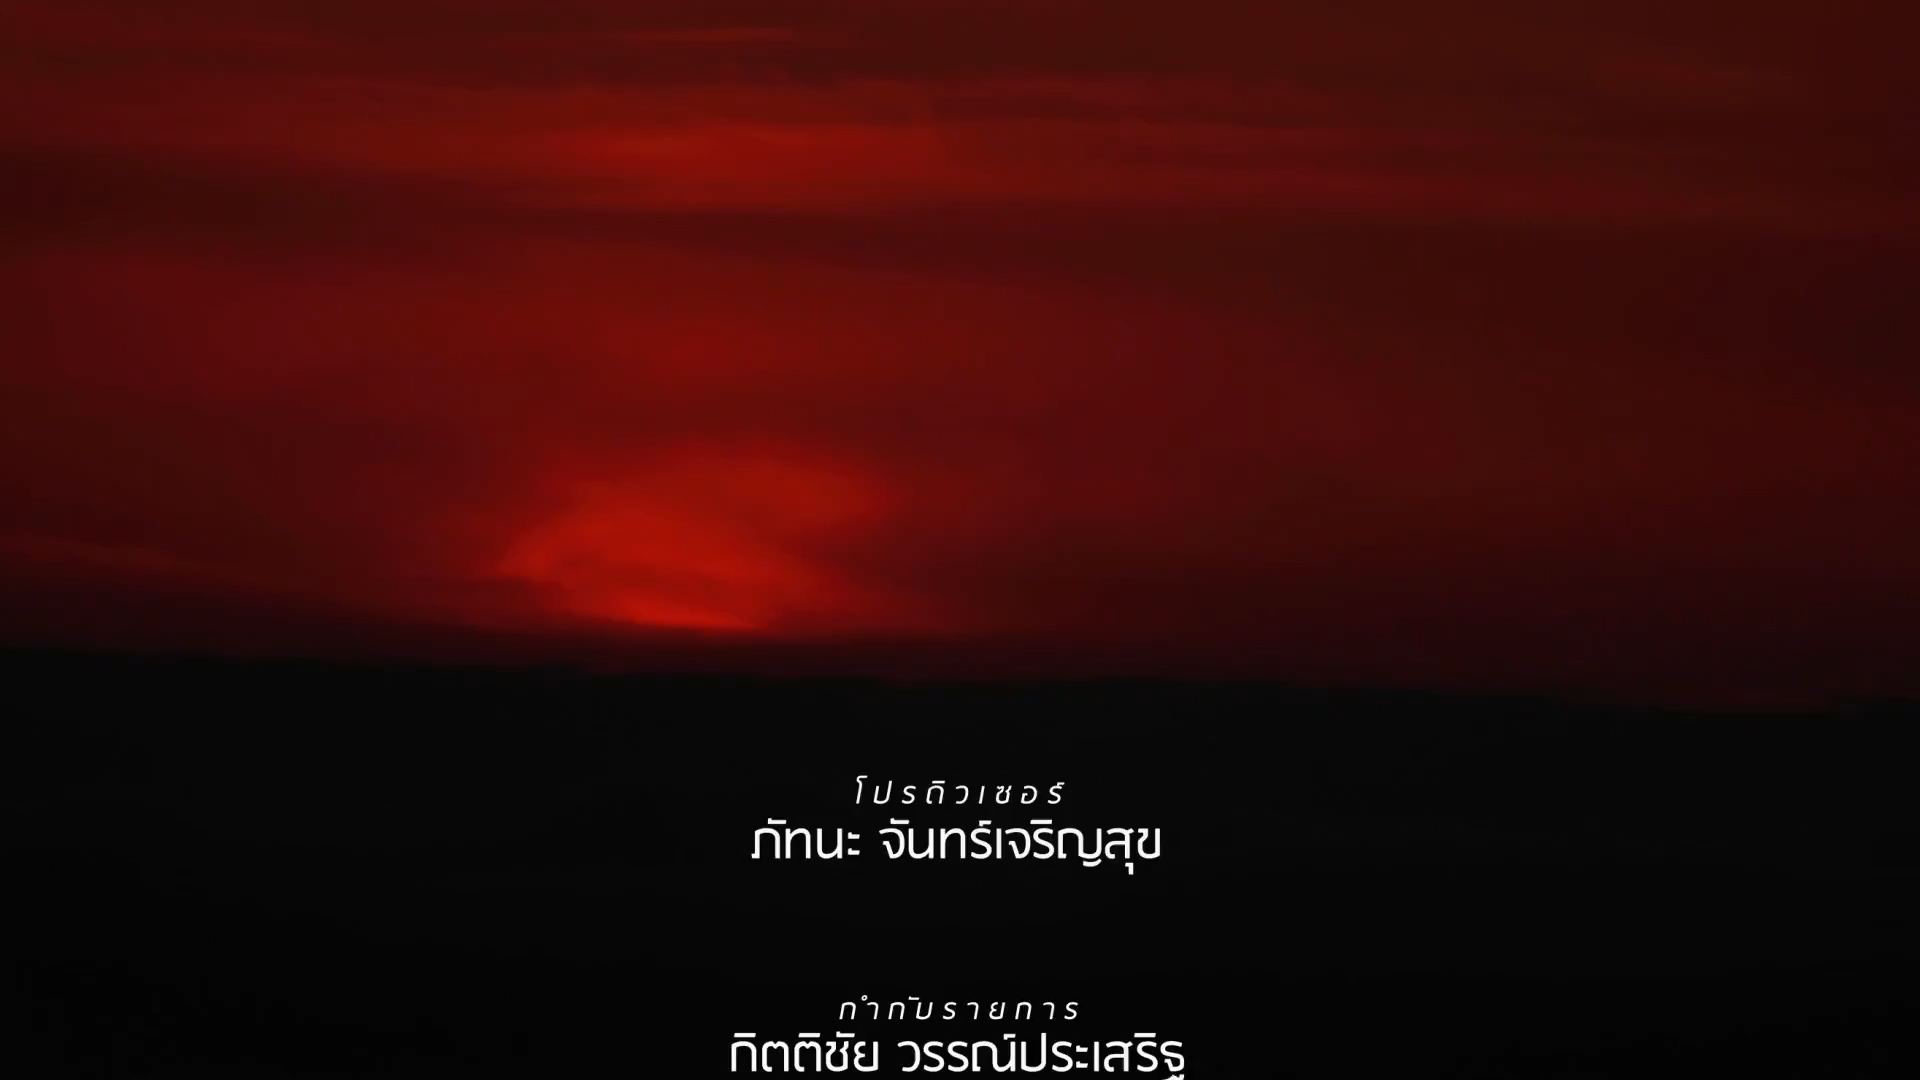 โปรดิวเซอร์
ภัทนะ จันทร์เจริญสุข
กำกับรายการ
กิตติชัย วรรณ์ประเสริฐ